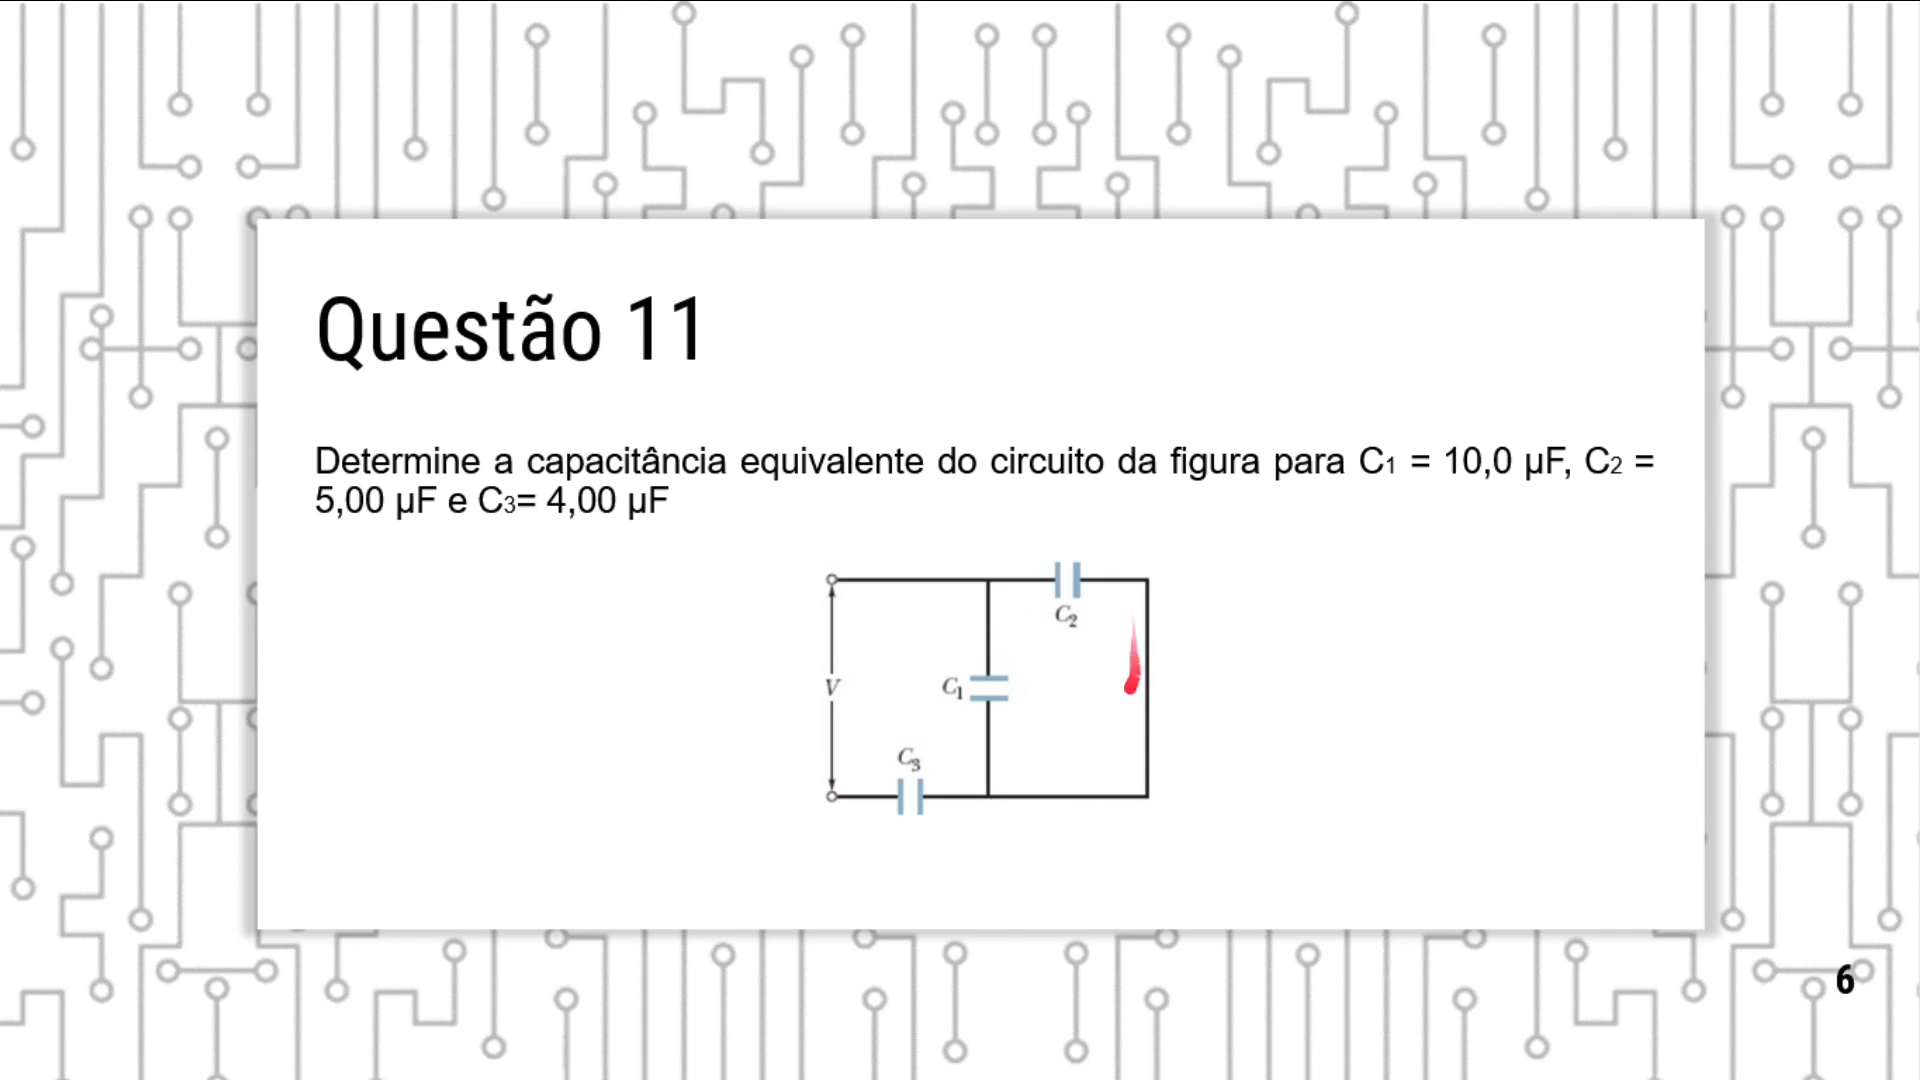 Questão 11
Determine a capacitância equivalente do circuito da figura para C₁ = 10,0 µF, C₂ =
5,00 µF e C₃= 4,00 µF
C₂
V
C₁
C₃
6